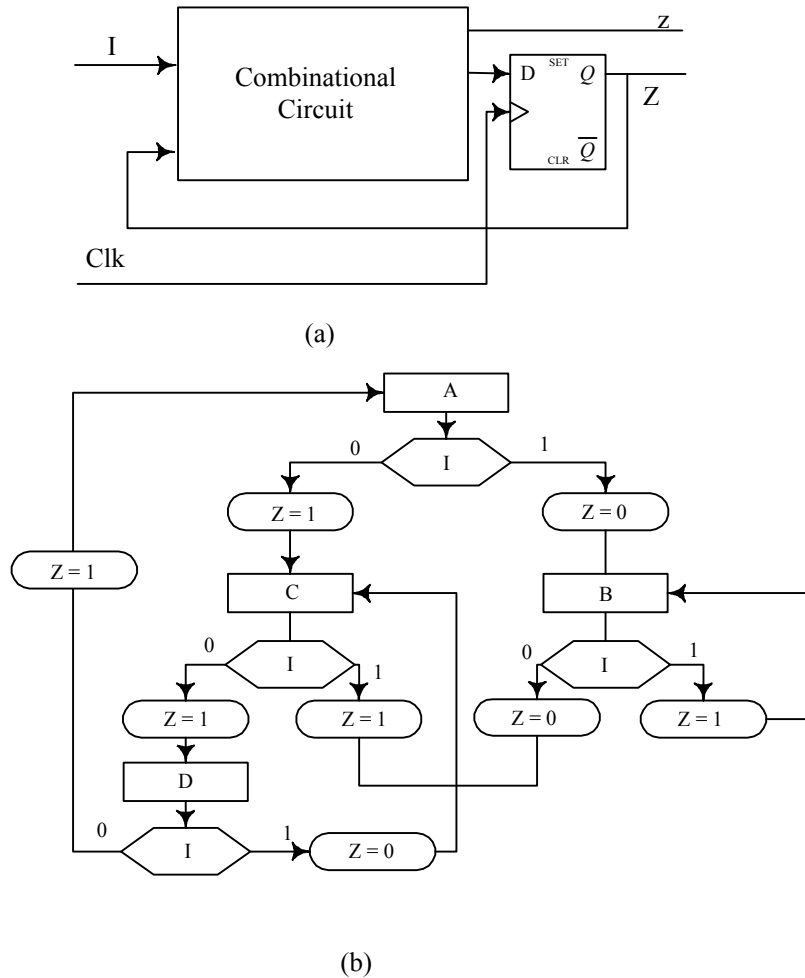 I
z
Combinational
Circuit
D
SET
Q
Z
CLR
Q̅
Clk
(a)
A
0
I
1
Z = 1
Z = 0
Z = 1
C
B
0
I
1
0
I
1
Z = 1
Z = 1
Z = 0
Z = 1
D
0
I
1
Z = 0
(b)